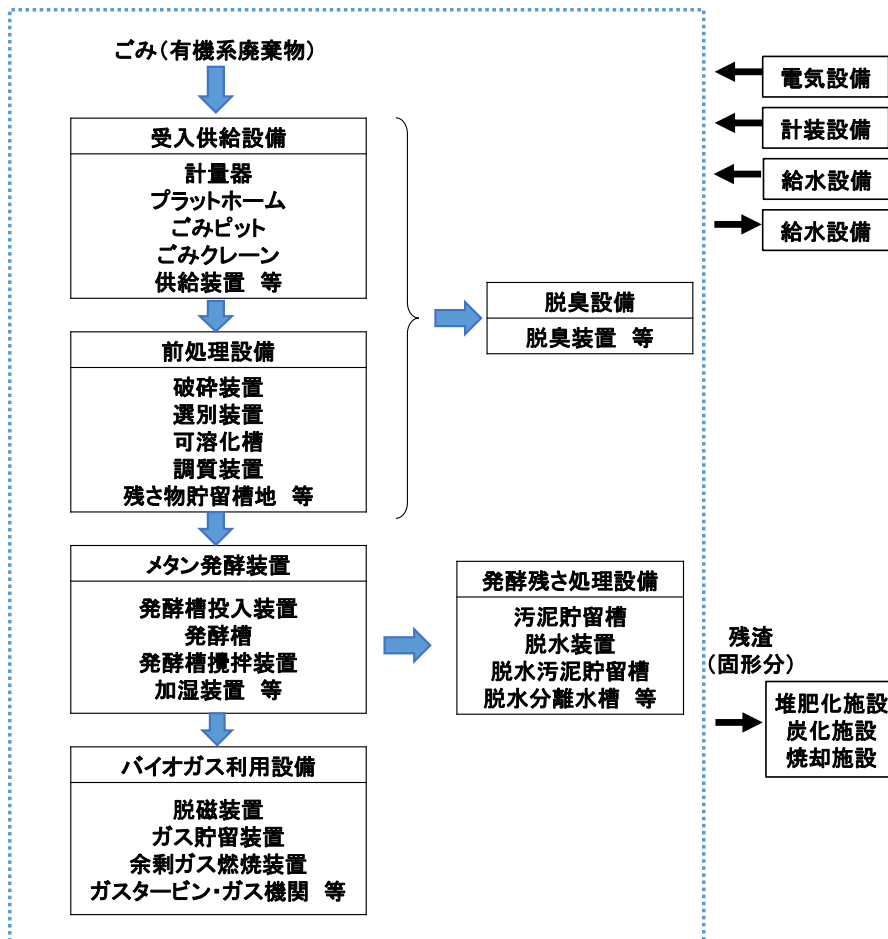 ごみ(有機系廃棄物)
受入供給設備
計量器
プラットホーム
ごみピット
ごみクレーン
供給装置 等
前処理設備
破砕装置
選別装置
可溶化槽
調質装置
残さ物貯留槽地 等
メタン発酵装置
発酵槽投入装置
発酵槽
発酵槽攪拌装置
加湿装置 等
バイオガス利用設備
脱磁装置
ガス貯留装置
余剰ガス燃焼装置
ガスタービン・ガス機関 等
脱臭設備
脱臭装置 等
発酵残さ処理設備
汚泥貯留槽
脱水装置
脱水汚泥貯留槽
脱水分離水槽 等
電気設備
計装設備
給水設備
給水設備
残渣
(固形分)
堆肥化施設
炭化施設
焼却施設